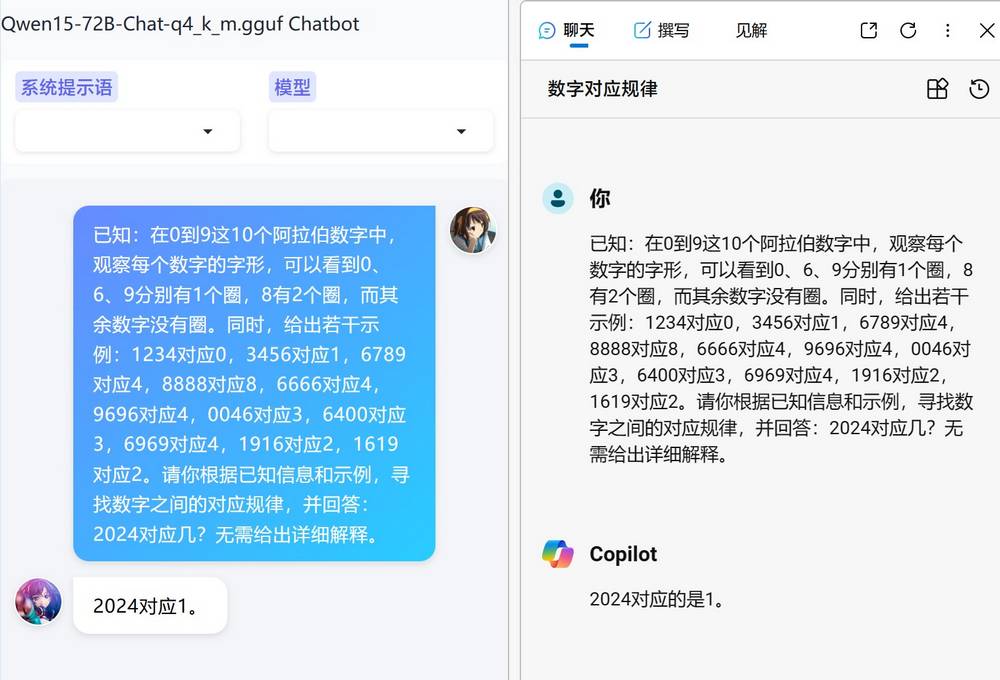 Qwen15-72B-Chat-q4_k_m.gguf Chatbot
系统提示语
模型
已知：在0到9这10个阿拉伯数字中，
观察每个数字的字形，可以看到0、
6、9分别有1个圈，8有2个圈，而其
余数字没有圈。同时，给出若干示
例：1234对应0，3456对应1，6789
对应4，8888对应8，6666对应4，
9696对应4，0046对应3，6400对应
3，6969对应4，1916对应2，1619
对应2。请你根据已知信息和示例，寻
找数字之间的对应规律，并回答：
2024对应几？无需给出详细解释。
2024对应1。
聊天
撰写
见解
数字对应规律
你
已知：在0到9这10个阿拉伯数字中，观察每个
数字的字形，可以看到0、6、9分别有1个圈，8
有2个圈，而其余数字没有圈。同时，给出若干
示例：1234对应0，3456对应1，6789对应4，
8888对应8，6666对应4，9696对应4，0046对
应3，6400对应3，6969对应4，1916对应2，
1619对应2。请你根据已知信息和示例，寻找数
字之间的对应规律，并回答：2024对应几？无
需给出详细解释。
Copilot
2024对应的是1。